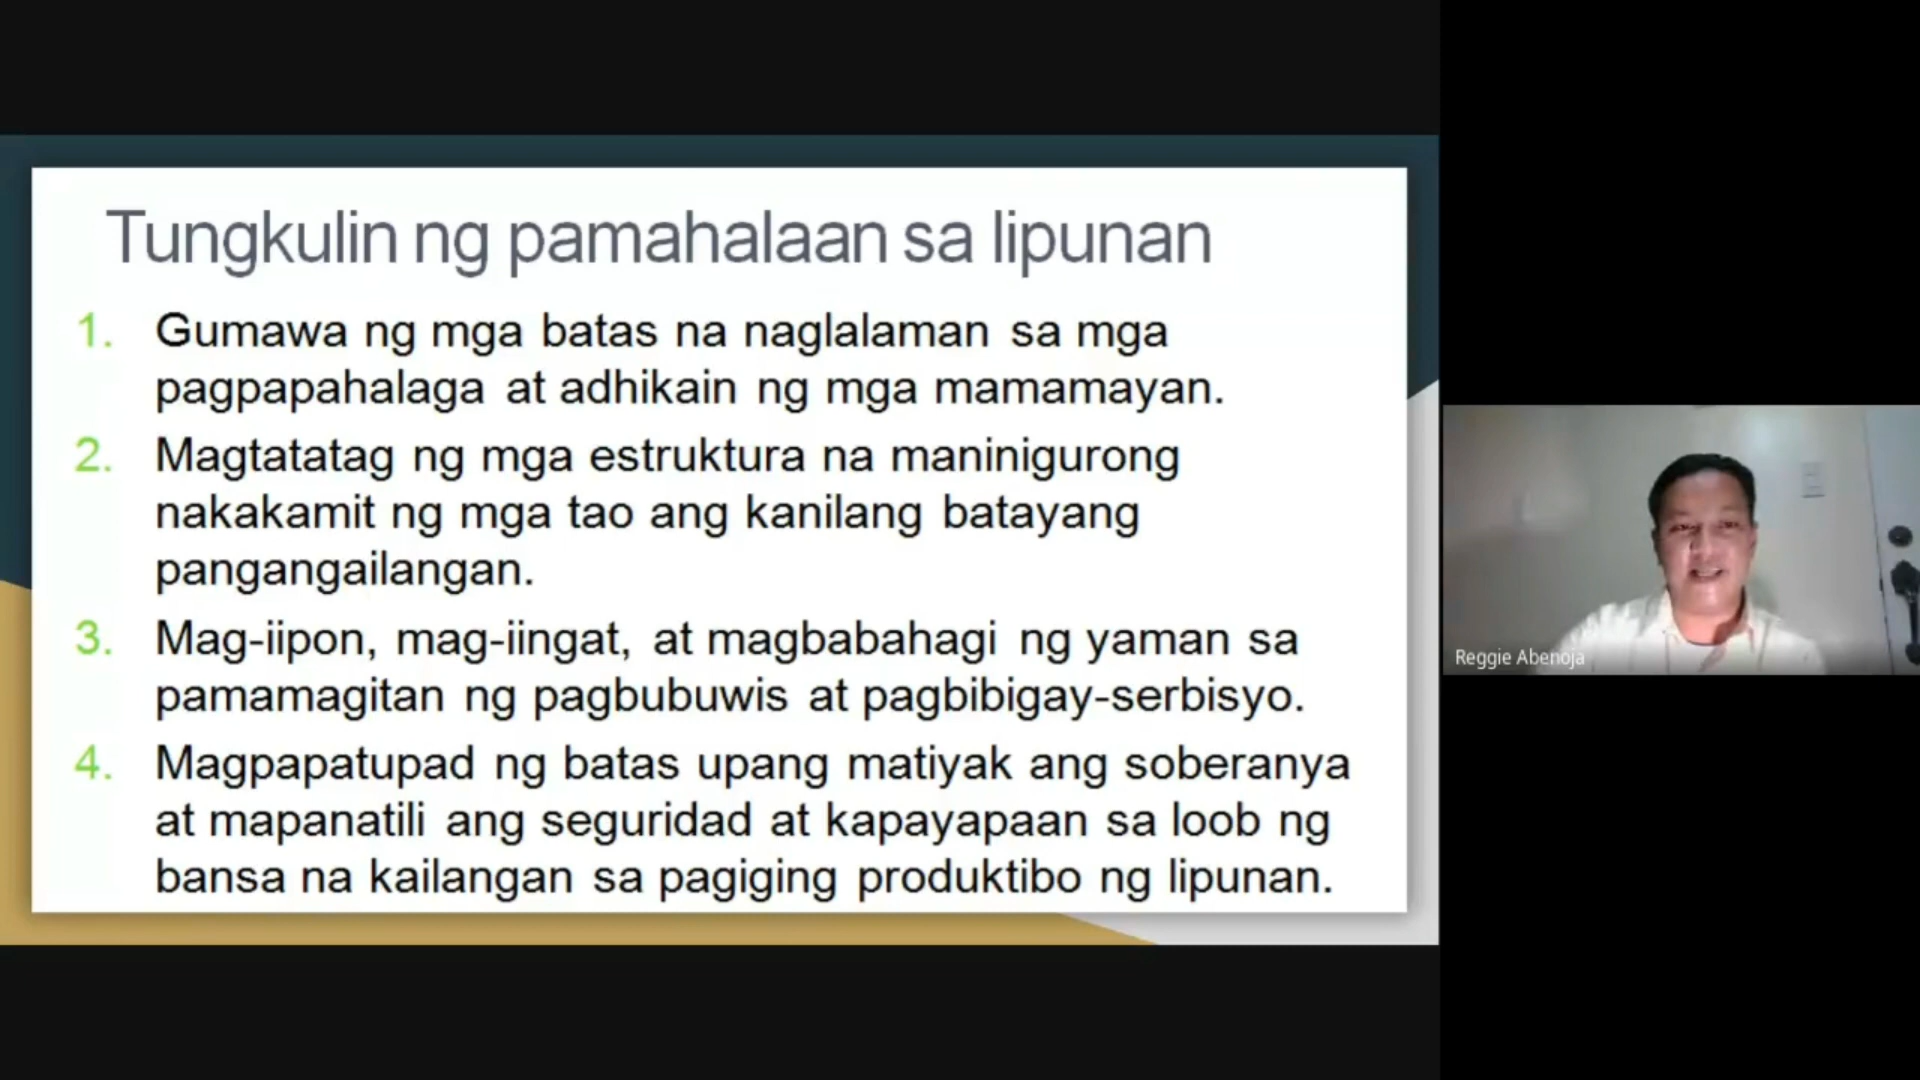 Tungkulin ng pamahalaan sa lipunan
1. Gumawa ng mga batas na naglalaman sa mga
pagpapahalaga at adhikain ng mga mamamayan.
2. Magtatatag ng mga estruktura na maninigurong
nakakamit ng mga tao ang kanilang batayang
pangangailangan.
3. Mag-iipon, mag-iingat, at magbabahagi ng yaman sa
pamamagitan ng pagbubuwis at pagbibigay-serbisyo.
4. Magpapatupad ng batas upang matiyak ang soberanya
at mapanatili ang seguridad at kapayapaan sa loob ng
bansa na kailangan sa pagiging produktibo ng lipunan.
Reggie Abenoja